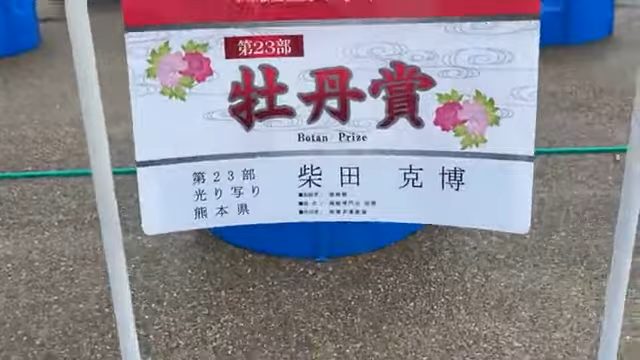 第23部
牡丹賞
Botan Prize
第23部
光り写り
熊本県
柴田 克博